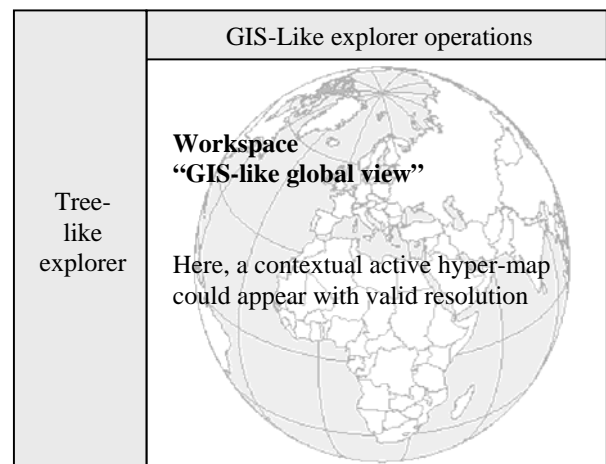 GIS-Like explorer operations
Tree-
like
explorer
Workspace
“GIS-like global view”
Here, a contextual active hyper-map
could appear with valid resolution